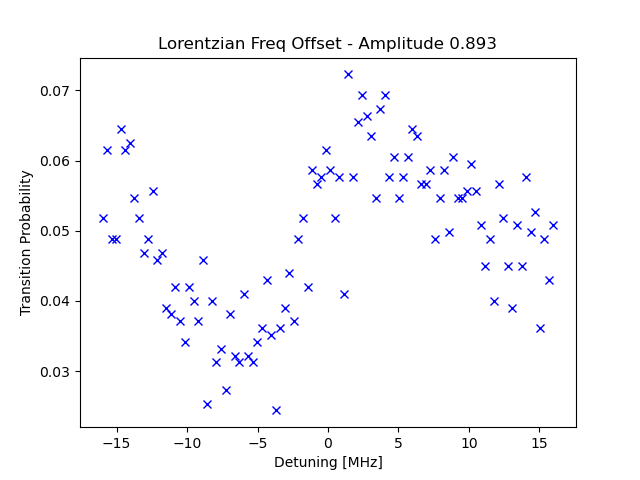 Lorentzian Freq Offset - Amplitude 0.893
Transition Probability
0.07
0.06
0.05
0.04
0.03
−15 −10 −5 0 5 10 15
Detuning [MHz]